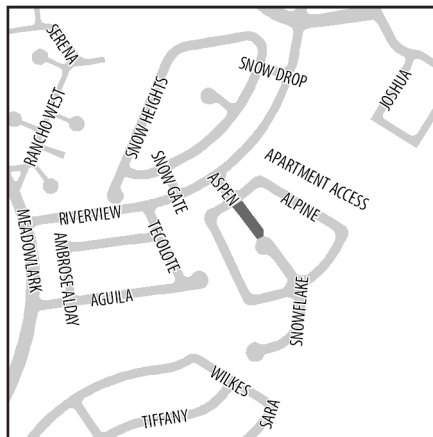 SERENA
SNOW DROP
JOSHUA
RANCHO WEST
SNOW HEIGHTS
SNOW GATE
ASPEN
APARTMENT ACCESS
ALPINE
RIVERVIEW
MEADOWLARK
AMBROSE ALDAY
TECOLOTE
AGUILA
SNOWFLAKE
WILKES
TIFFANY
SARA